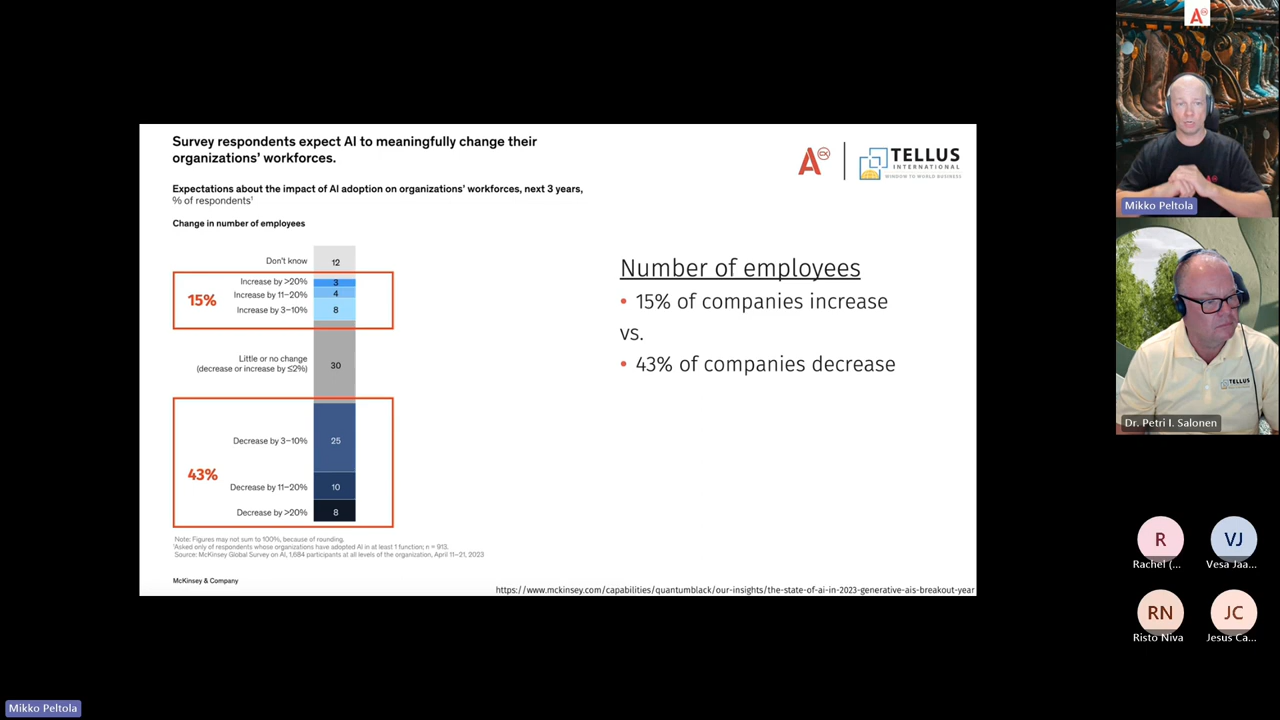 Survey respondents expect AI to meaningfully change their
organizations’ workforces.
Expectations about the impact of AI adoption on organizations’ workforces, next 3 years,
% of respondents¹
Change in number of employees
Don't know 12
Increase by >20% 3
Increase by 11–20% 4
Increase by 3–10% 8
15%
Little or no change
(decrease or increase by ≤2%)
30
Decrease by 3–10% 25
Decrease by 11–20% 10
Decrease by >20% 8
43%
Note: Figures may not sum to 100%, because of rounding.
¹Asked only of respondents whose organizations have adopted AI in at least 1 function; n = 913.
Source: McKinsey Global Survey on AI, 1,684 participants at all levels of the organization, April 11–21, 2023
McKinsey & Company
A CX
TELLUS
INTERNATIONAL
WINDOW TO WORLD BUSINESS
Number of employees
• 15% of companies increase
vs.
• 43% of companies decrease
https://www.mckinsey.com/capabilities/quantumblack/our-insights/the-state-of-ai-in-2023-generative-ais-breakout-year
A
Mikko Peltola
TELLUS
Dr. Petri I. Salonen
R
Rachel (...
VJ
Vesa Jaa...
RN
Risto Niva
JC
Jesus Ca...
Mikko Peltola